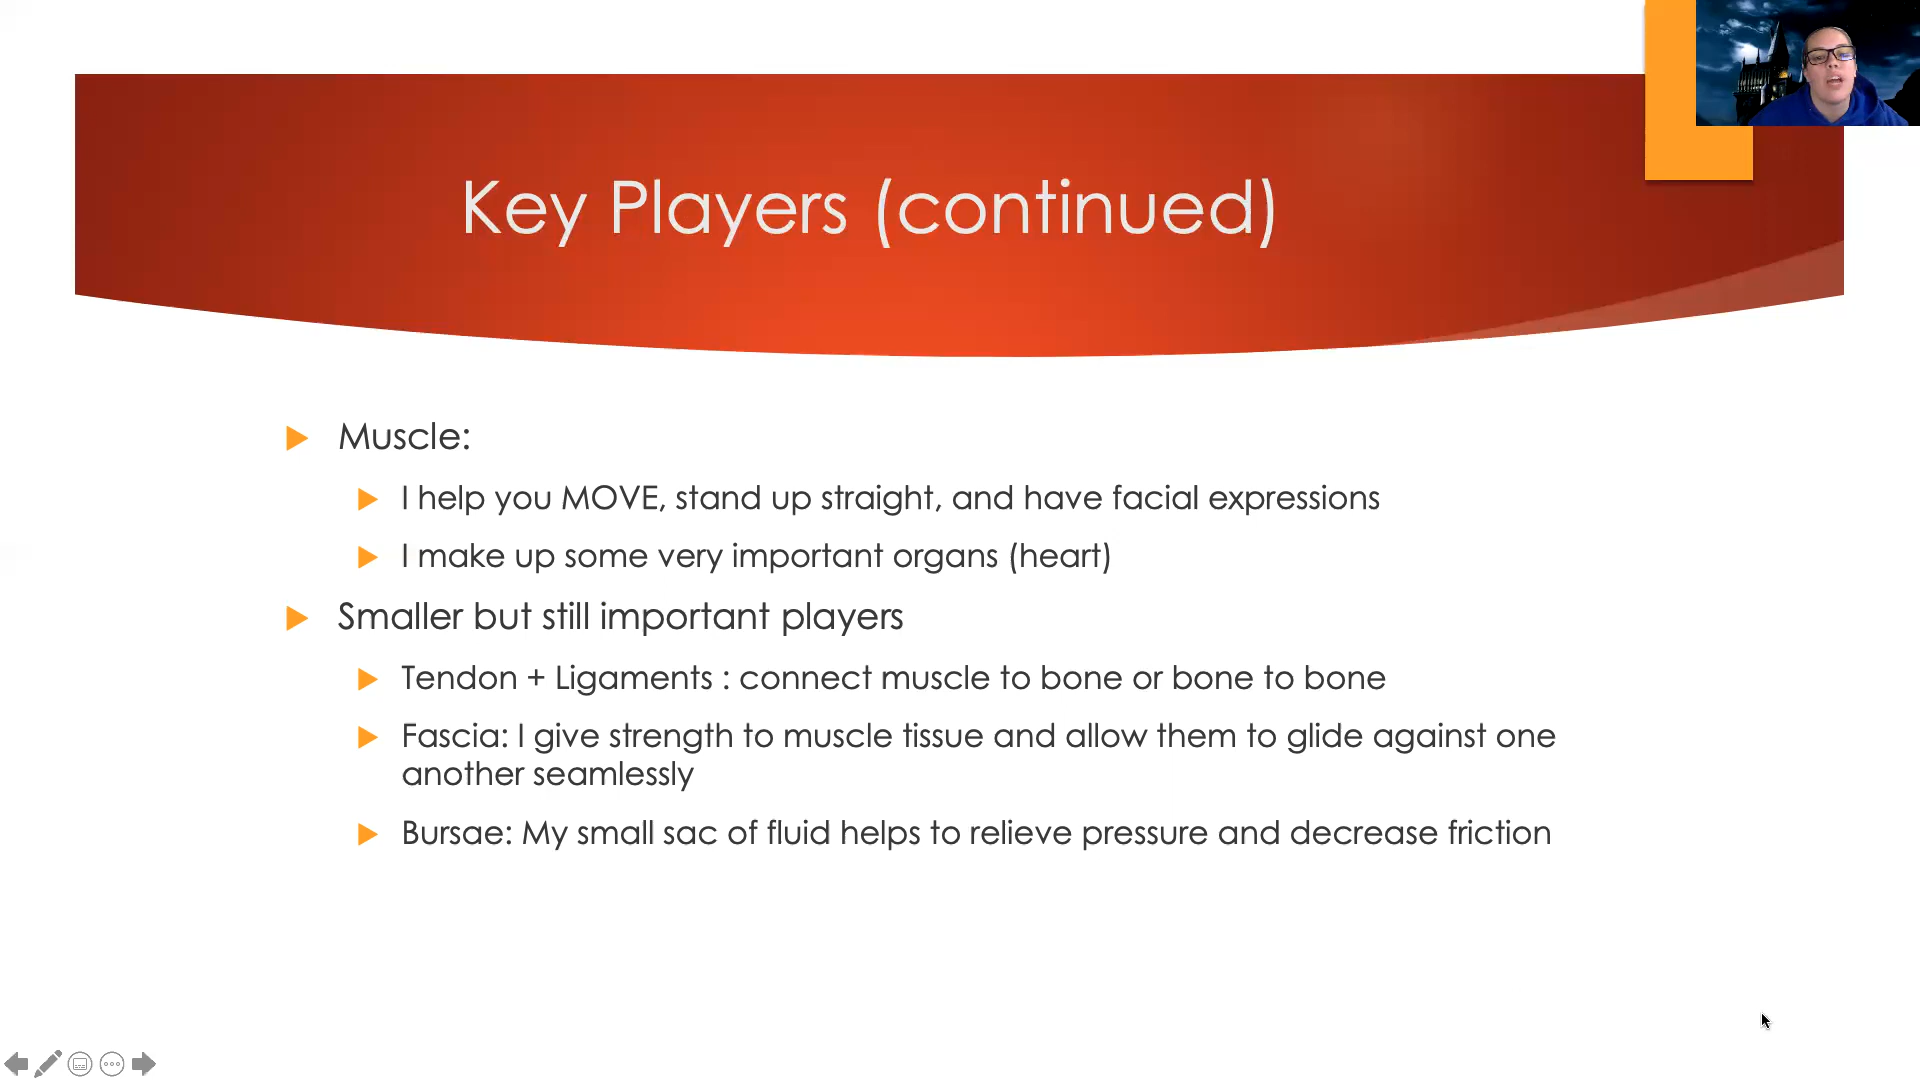 Key Players (continued)
Muscle:
I help you MOVE, stand up straight, and have facial expressions
I make up some very important organs (heart)
Smaller but still important players
Tendon + Ligaments : connect muscle to bone or bone to bone
Fascia: I give strength to muscle tissue and allow them to glide against one
another seamlessly
Bursae: My small sac of fluid helps to relieve pressure and decrease friction